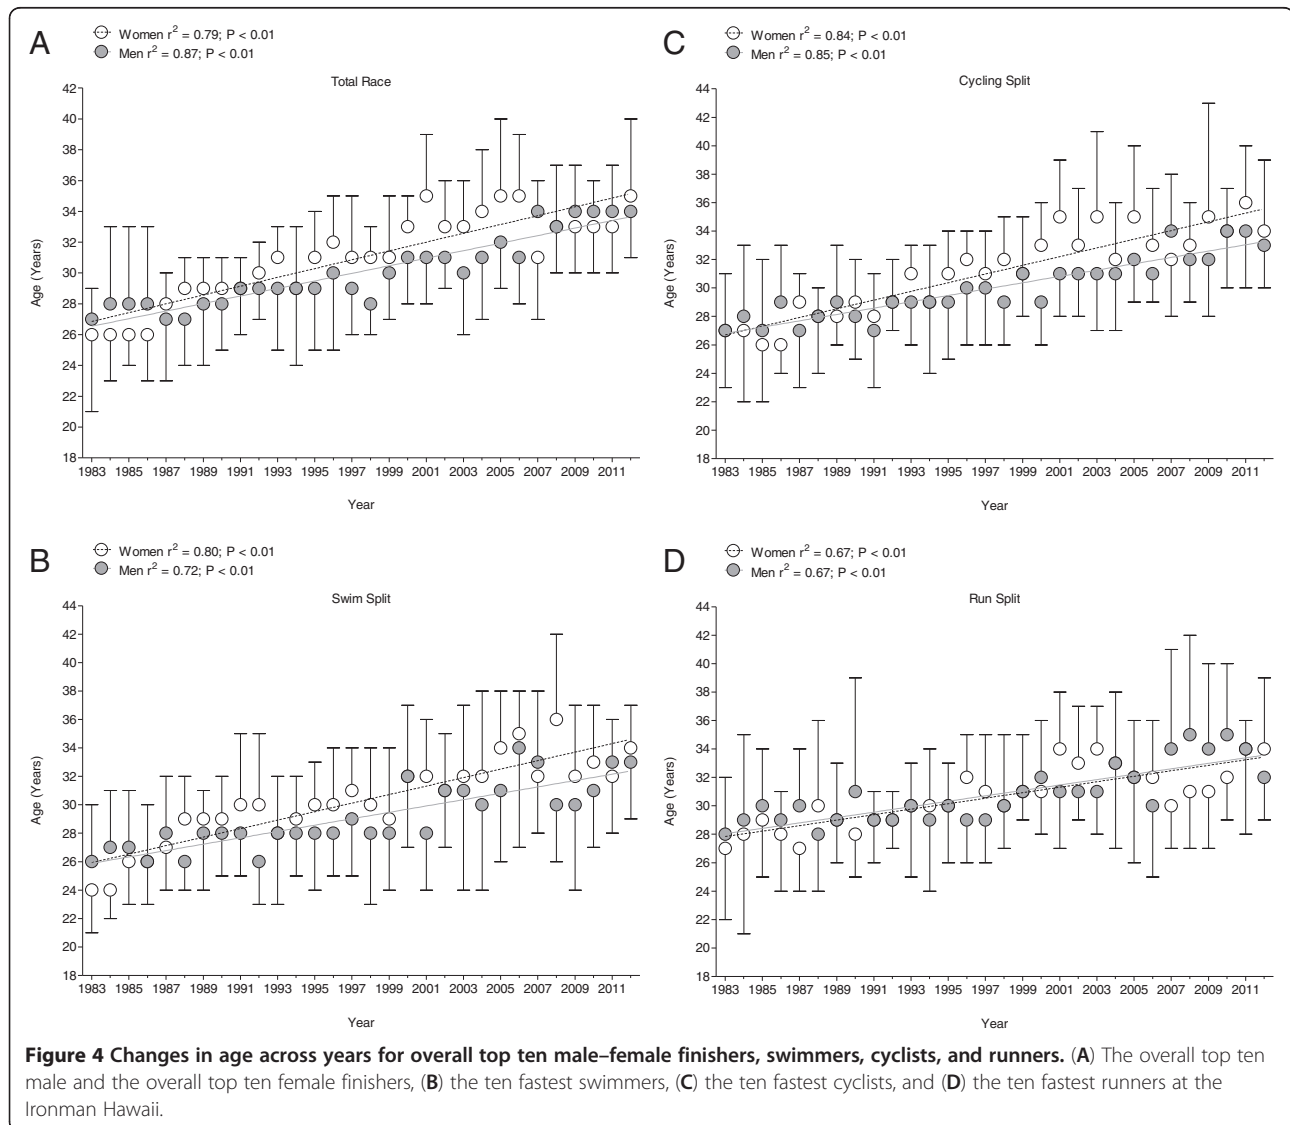 A
Women r² = 0.79; P < 0.01
Men r² = 0.87; P < 0.01
Total Race
42
40
38
36
34
32
30
28
26
24
22
20
18
Age (Years)
1983 1985 1987 1989 1991 1993 1995 1997 1999 2001 2003 2005 2007 2009 2011
Year
C
Women r² = 0.84; P < 0.01
Men r² = 0.85; P < 0.01
Cycling Split
44
42
40
38
36
34
32
30
28
26
24
22
20
18
Age (Years)
1983 1985 1987 1989 1991 1993 1995 1997 1999 2001 2003 2005 2007 2009 2011
Year
B
Women r² = 0.80; P < 0.01
Men r² = 0.72; P < 0.01
Swim Split
44
42
40
38
36
34
32
30
28
26
24
22
20
18
Age (Years)
1983 1985 1987 1989 1991 1993 1995 1997 1999 2001 2003 2005 2007 2009 2011
Year
D
Women r² = 0.67; P < 0.01
Men r² = 0.67; P < 0.01
Run Split
44
42
40
38
36
34
32
30
28
26
24
22
20
18
Age (Years)
1983 1985 1987 1989 1991 1993 1995 1997 1999 2001 2003 2005 2007 2009 2011
Year
Figure 4 Changes in age across years for overall top ten male–female finishers, swimmers, cyclists, and runners. (A) The overall top ten
male and the overall top ten female finishers, (B) the ten fastest swimmers, (C) the ten fastest cyclists, and (D) the ten fastest runners at the
Ironman Hawaii.